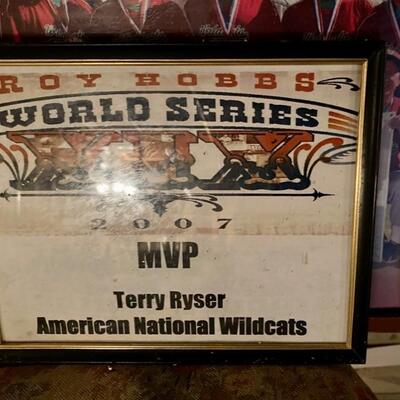 ROY HOBBS
WORLD SERIES
2007
MVP
Terry Ryser
American National Wildcats